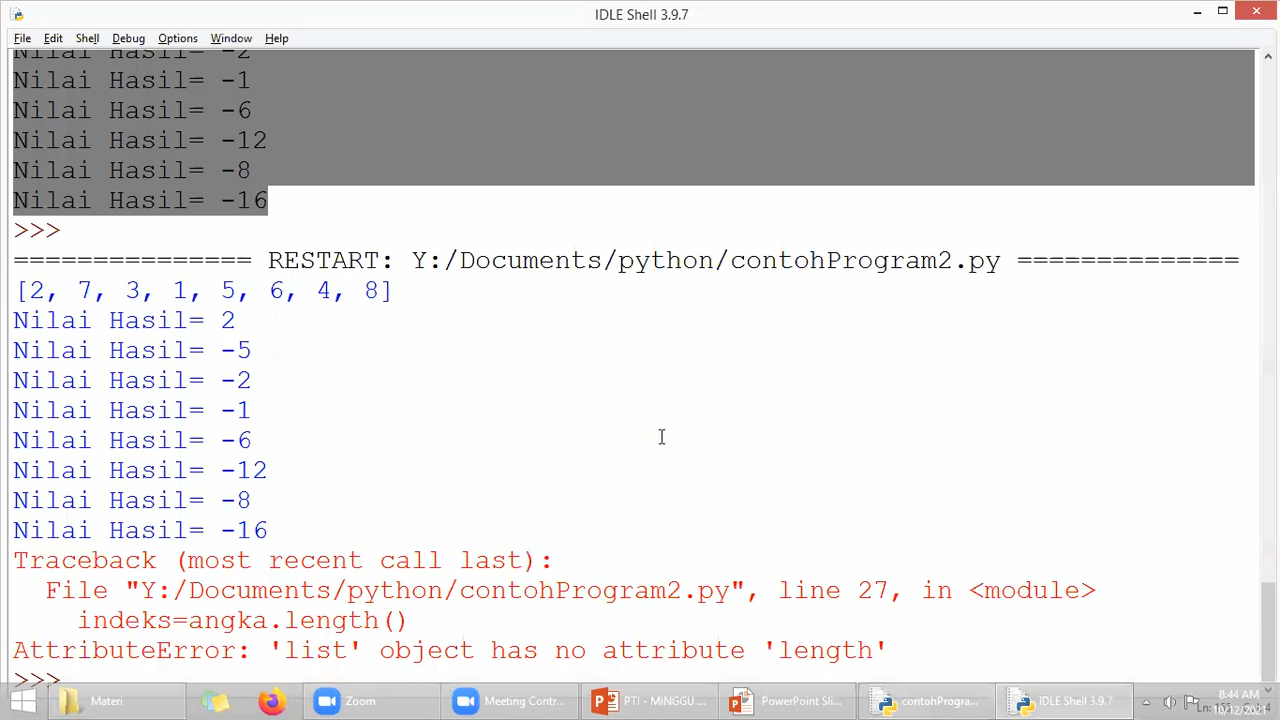 IDLE Shell 3.9.7
File Edit Shell Debug Options Window Help
Nilai Hasil= -2
Nilai Hasil= -1
Nilai Hasil= -6
Nilai Hasil= -12
Nilai Hasil= -8
Nilai Hasil= -16
>>>
=============== RESTART: Y:/Documents/python/contohProgram2.py ==============
[2, 7, 3, 1, 5, 6, 4, 8]
Nilai Hasil= 2
Nilai Hasil= -5
Nilai Hasil= -2
Nilai Hasil= -1
Nilai Hasil= -6
Nilai Hasil= -12
Nilai Hasil= -8
Nilai Hasil= -16
Traceback (most recent call last):
File "Y:/Documents/python/contohProgram2.py", line 27, in <module>
indeks=angka.length()
AttributeError: 'list' object has no attribute 'length'
>>>
Materi Zoom Meeting Contr... PTI - MiNGGU ... PowerPoint Sli... contohProgra... IDLE Shell 3.9.7
8:44 AM
10/12/2021